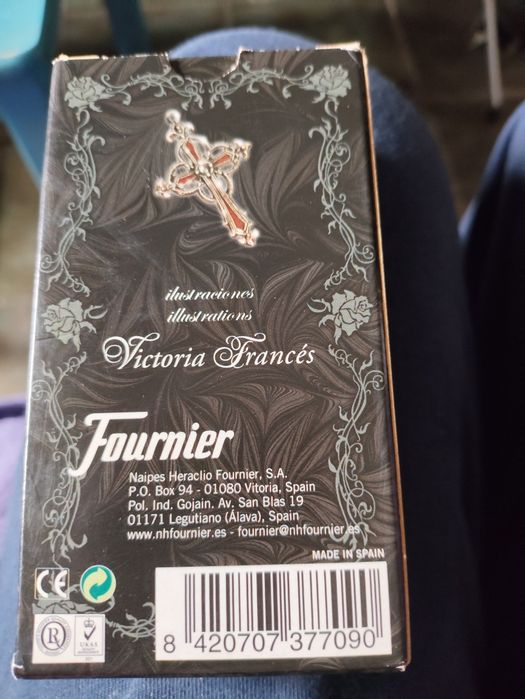 ilustraciones
illustrations
Victoria Francés
Fournier
Naipes Heraclio Fournier, S.A.
P.O. Box 94 - 01080 Vitoria, Spain
Pol. Ind. Gojain. Av. San Blas 19
01171 Legutiano (Álava), Spain
www.nhfournier.es - fournier@nhfournier.es
MADE IN SPAIN
CE
R
UKAS
8 420707 377090